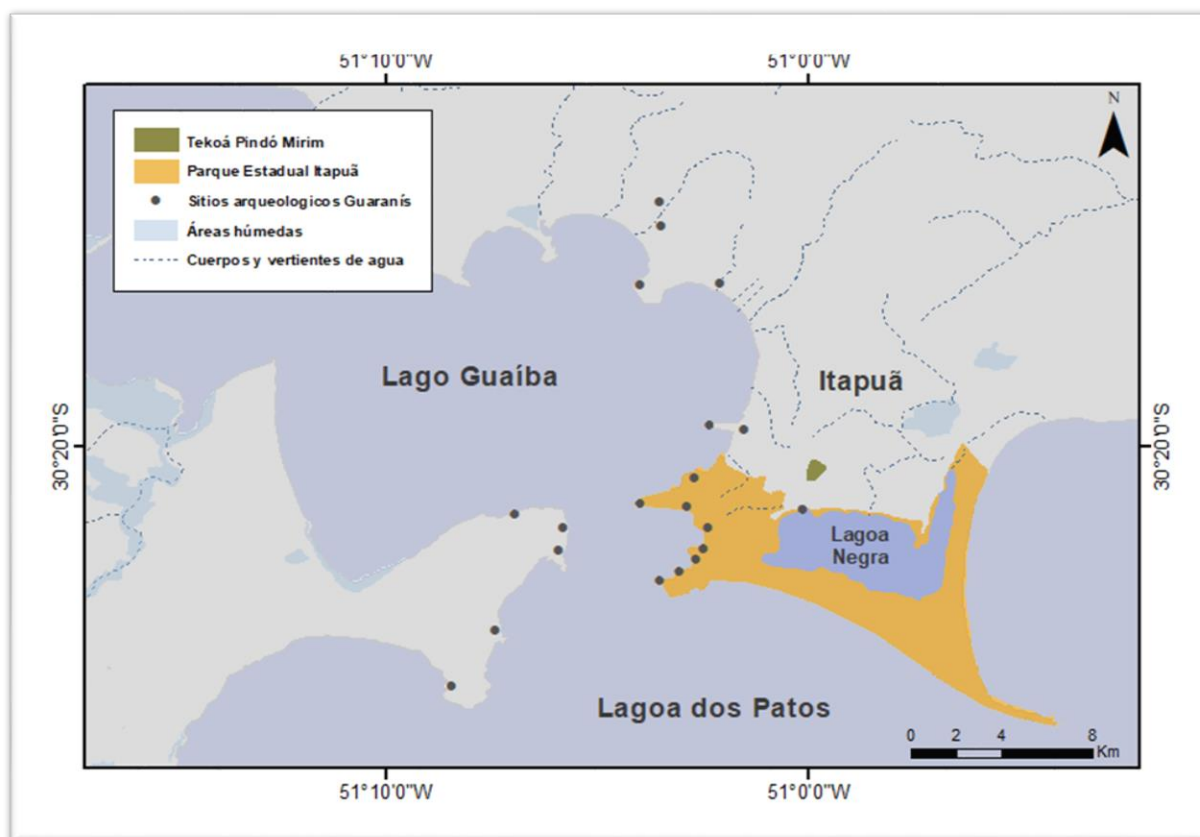 51°10'0"W
51°0'0"W
N
Tekoá Pindó Mirim
Parque Estadual Itapuã
Sitios arqueologicos Guaranís
Áreas húmedas
Cuerpos y vertientes de agua
Lago Guaíba
Itapuã
30°20'0"S
30°20'0"S
Lagoa
Negra
Lagoa dos Patos
0 2 4 8
Km
51°10'0"W
51°0'0"W